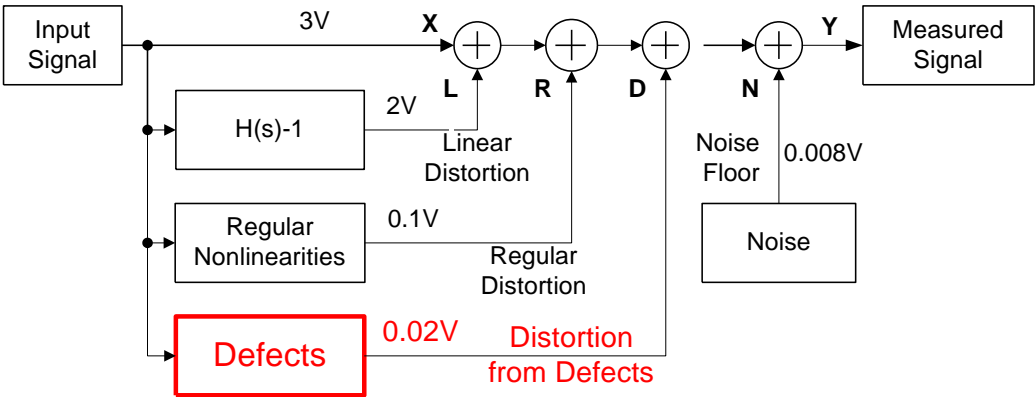 Input
Signal
3V
X
Y
Measured
Signal
L
R
D
N
H(s)-1
2V
Linear
Distortion
Noise
Floor
0.008V
Regular
Nonlinearities
0.1V
Regular
Distortion
Noise
Defects
0.02V
Distortion
from Defects